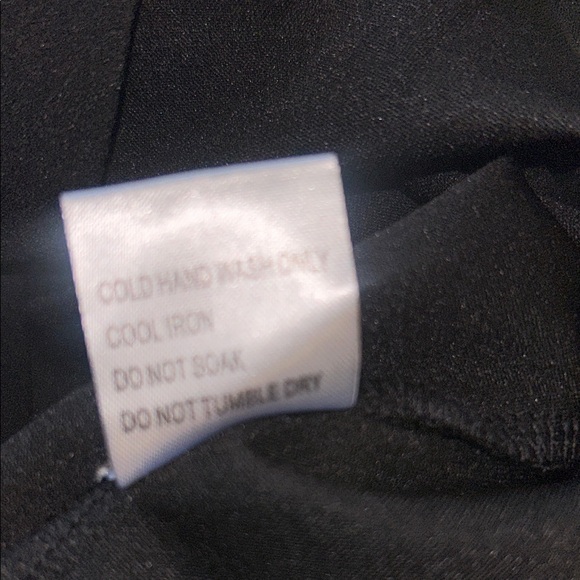 COLD HAND WASH ONLY
COOL IRON
DO NOT SOAK
DO NOT TUMBLE DRY